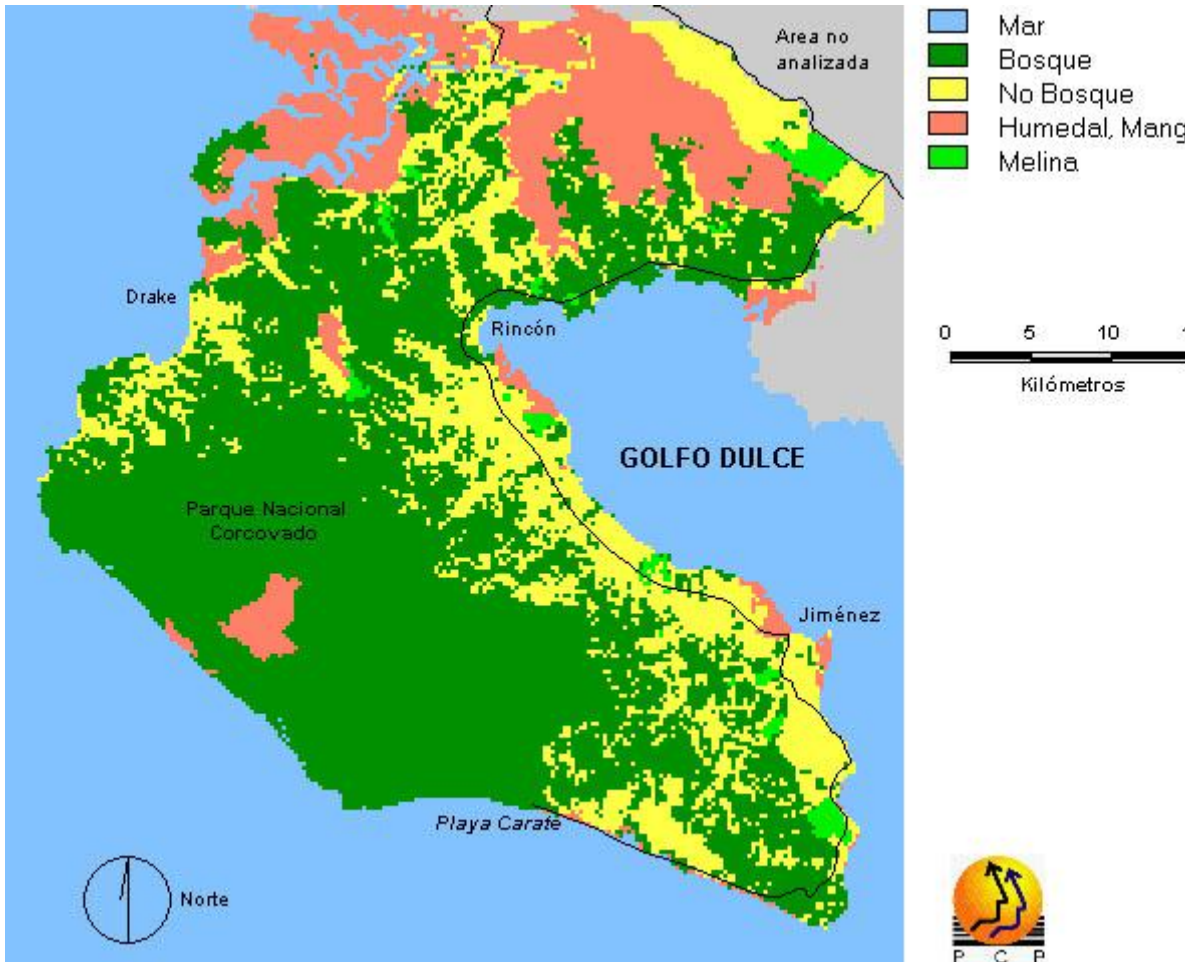 Area no
analizada
Drake
Rincón
GOLFO DULCE
Parque Nacional
Corcovado
Jiménez
Playa Carate
Norte
Mar
Bosque
No Bosque
Humedal, Mang
Melina
0 5 10 1
Kilómetros
P C P